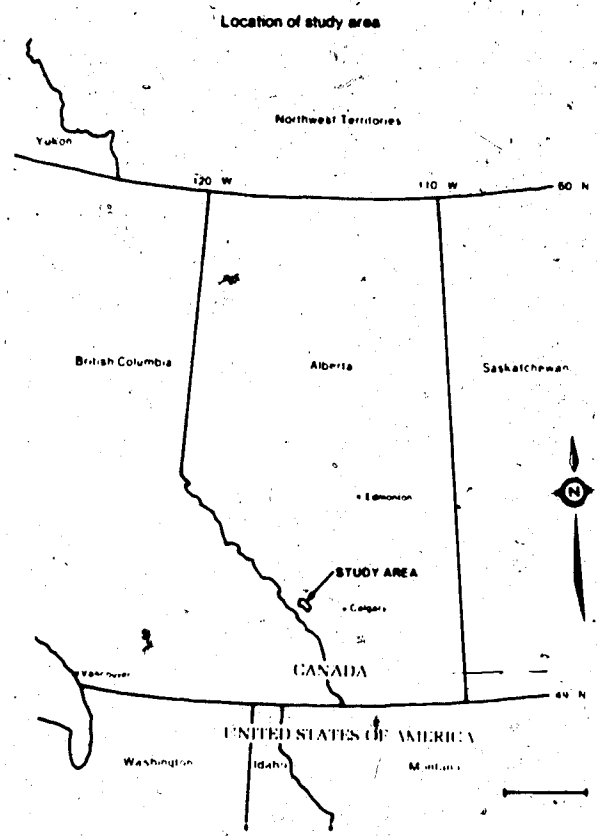 Location of study area
Northwest Territories
Yukon
120 W
110 W
60 N
British Columbia
Alberta
Saskatchewan
Edmonton
N
STUDY AREA
Calgary
Vancouver
CANADA
49 N
UNITED STATES OF AMERICA
Washington
Idaho
Montana